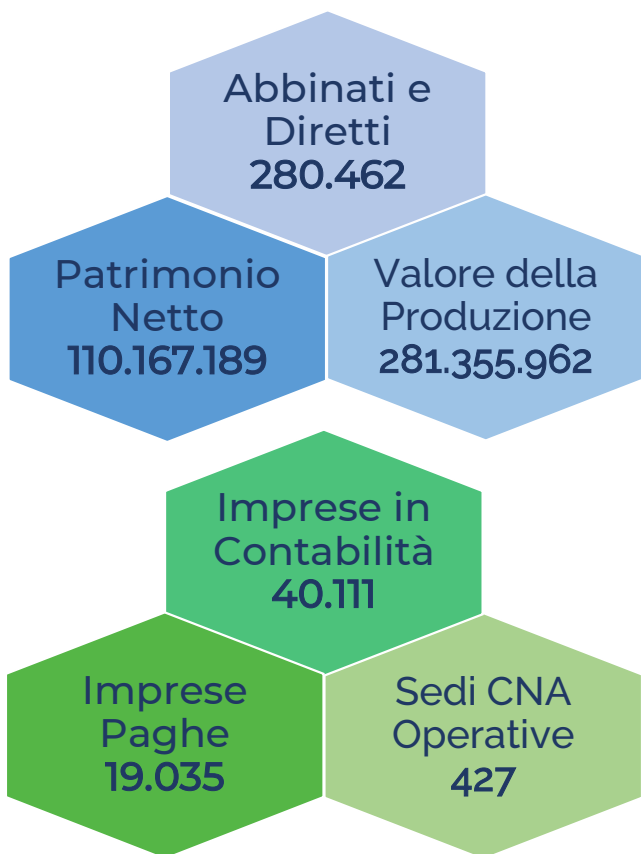 Abbinati e
Diretti
280.462
Patrimonio
Netto
110.167.189
Valore della
Produzione
281.355.962
Imprese in
Contabilità
40.111
Imprese
Paghe
19.035
Sedi CNA
Operative
427